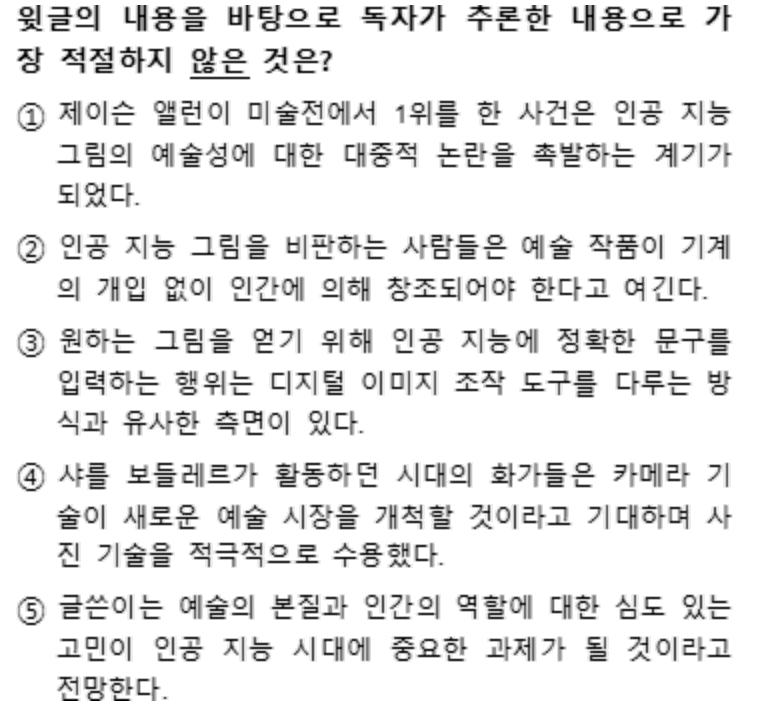 윗글의 내용을 바탕으로 독자가 추론한 내용으로 가
장 적절하지 않은 것은?
① 제이슨 앨런이 미술전에서 1위를 한 사건은 인공 지능
그림의 예술성에 대한 대중적 논란을 촉발하는 계기가
되었다.
② 인공 지능 그림을 비판하는 사람들은 예술 작품이 기계
의 개입 없이 인간에 의해 창조되어야 한다고 여긴다.
③ 원하는 그림을 얻기 위해 인공 지능에 정확한 문구를
입력하는 행위는 디지털 이미지 조작 도구를 다루는 방
식과 유사한 측면이 있다.
④ 샤를 보들레르가 활동하던 시대의 화가들은 카메라 기
술이 새로운 예술 시장을 개척할 것이라고 기대하며 사
진 기술을 적극적으로 수용했다.
⑤ 글쓴이는 예술의 본질과 인간의 역할에 대한 심도 있는
고민이 인공 지능 시대에 중요한 과제가 될 것이라고
전망한다.